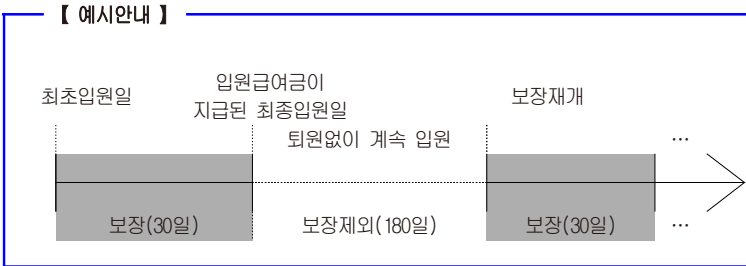 【 예시안내 】
최초입원일
입원급여금이
지급된 최종입원일
보장재개
퇴원없이 계속 입원
…
보장(30일)
보장제외(180일)
보장(30일)
…